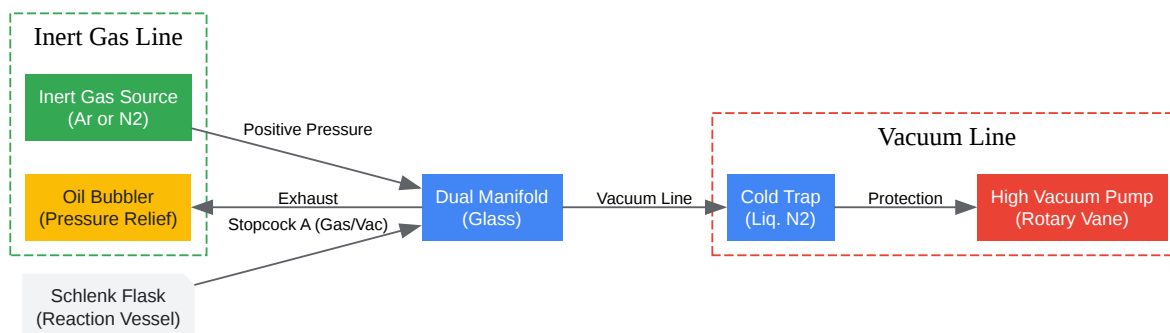 Inert Gas Line
Inert Gas Source
(Ar or N2)
Positive Pressure
Oil Bubbler
(Pressure Relief)
Exhaust
Stopcock A (Gas/Vac)
Schlenk Flask
(Reaction Vessel)
Dual Manifold
(Glass)
Vacuum Line
Vacuum Line
Cold Trap
(Liq. N2)
Protection
High Vacuum Pump
(Rotary Vane)